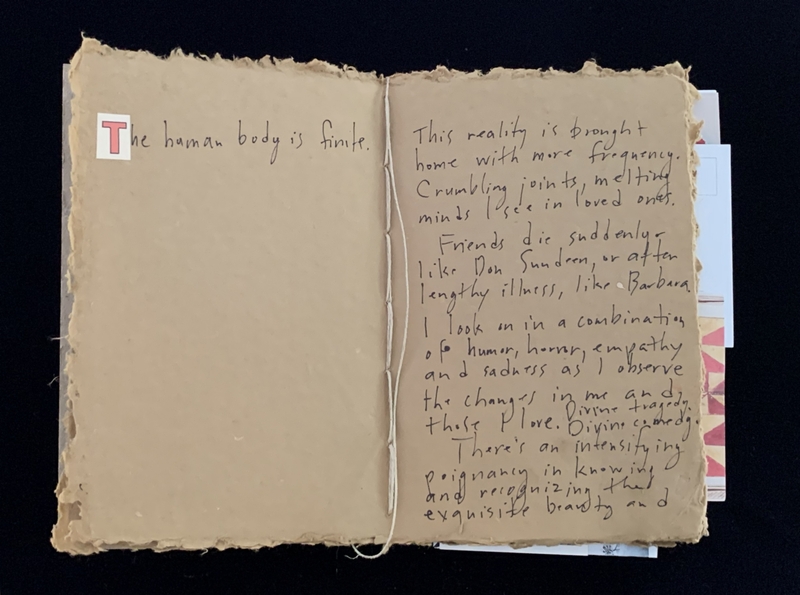 The human body is finite.
This reality is brought
home with more frequency.
Crumbling joints, melting
minds I see in loved ones.
Friends die suddenly
like Don Sundeen, or after
lengthy illness, like Barbara
I look on in a combination
of humor, horror, empathy
and sadness as I observe
the changes in me and
those I love. Divine tragedy.
Divine comedy.
There's an intensifying
poignancy in knowing
and recognizing the
exquisite beauty and